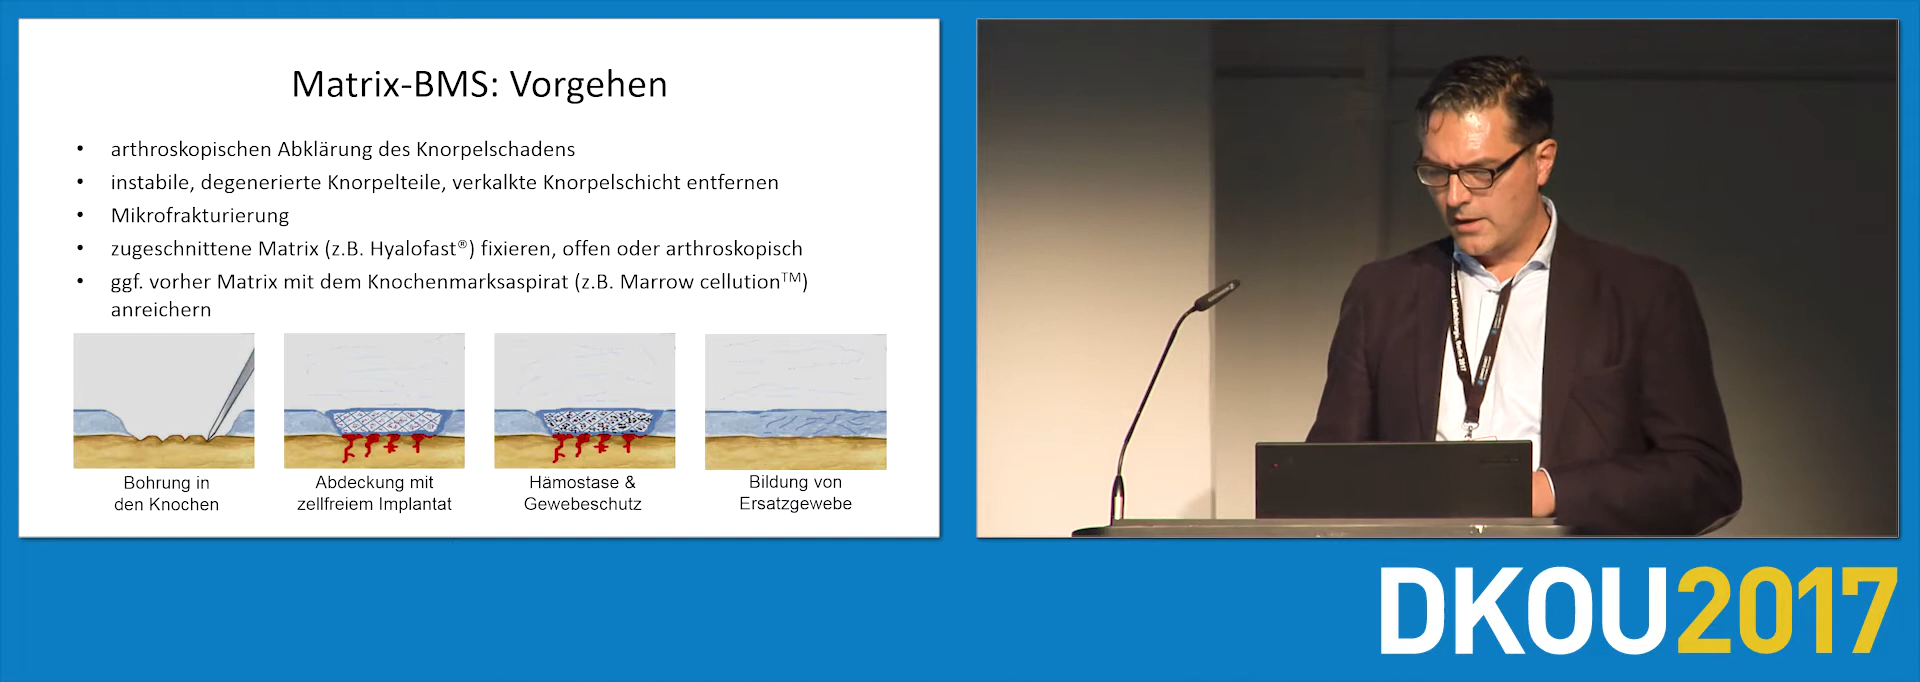 Matrix-BMS: Vorgehen
• arthroskopischen Abklärung des Knorpelschadens
• instabile, degenerierte Knorpelteile, verkalkte Knorpelschicht entfernen
• Mikrofrakturierung
• zugeschnittene Matrix (z.B. Hyalofast®) fixieren, offen oder arthroskopisch
• ggf. vorher Matrix mit dem Knochenmarksaspirat (z.B. Marrow cellution™)
anreichern
Bohrung in
den Knochen
Abdeckung mit
zellfreiem Implantat
Hämostase &
Gewebeschutz
Bildung von
Ersatzgewebe
DKOU2017